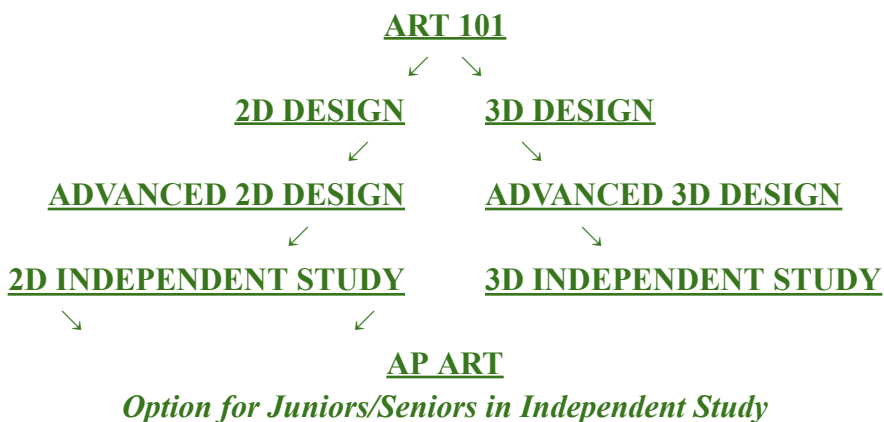 ART 101
↙ ↘
2D DESIGN 3D DESIGN
↙ ↘
ADVANCED 2D DESIGN ADVANCED 3D DESIGN
↙ ↘
2D INDEPENDENT STUDY 3D INDEPENDENT STUDY
↘ ↙
AP ART
Option for Juniors/Seniors in Independent Study